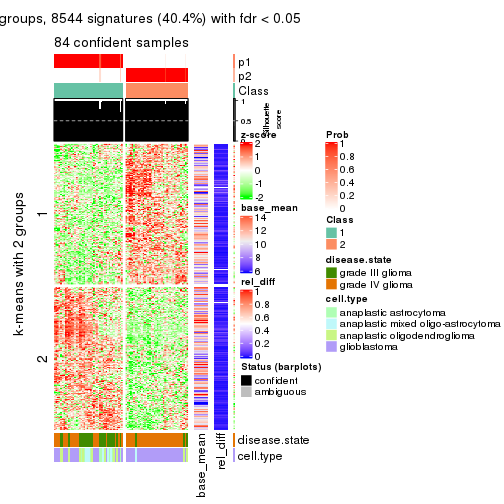 groups, 8544 signatures (40.4%) with fdr < 0.05
84 confident samples
p1
p2
Class
1
0.5
0
Silhouette
score
k-means with 2 groups
1
2
z-score
2
1
0
-1
-2
base_mean
14
12
10
8
6
rel_diff
1
0.8
0.6
0.4
0.2
0
Status (barplots)
confident
ambiguous
Prob
1
0.8
0.6
0.4
0.2
0
Class
1
2
disease.state
grade III glioma
grade IV glioma
cell.type
anaplastic astrocytoma
anaplastic mixed oligo-astrocytoma
anaplastic oligodendroglioma
glioblastoma
disease.state
cell.type
base_mean
rel_diff